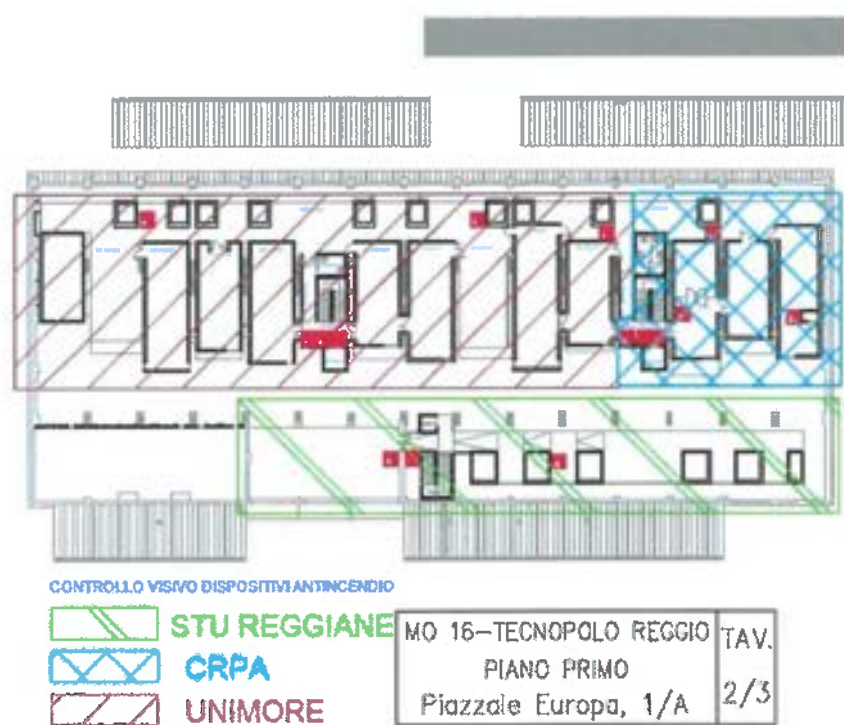 CONTROLLO VISIVO DISPOSITIVI ANTINCENDIO
STU REGGIANE
CRPA
UNIMORE
MO 16-TECNOPOLO REGGIO
PIANO PRIMO
Piazzale Europa, 1/A
TAV.
2/3